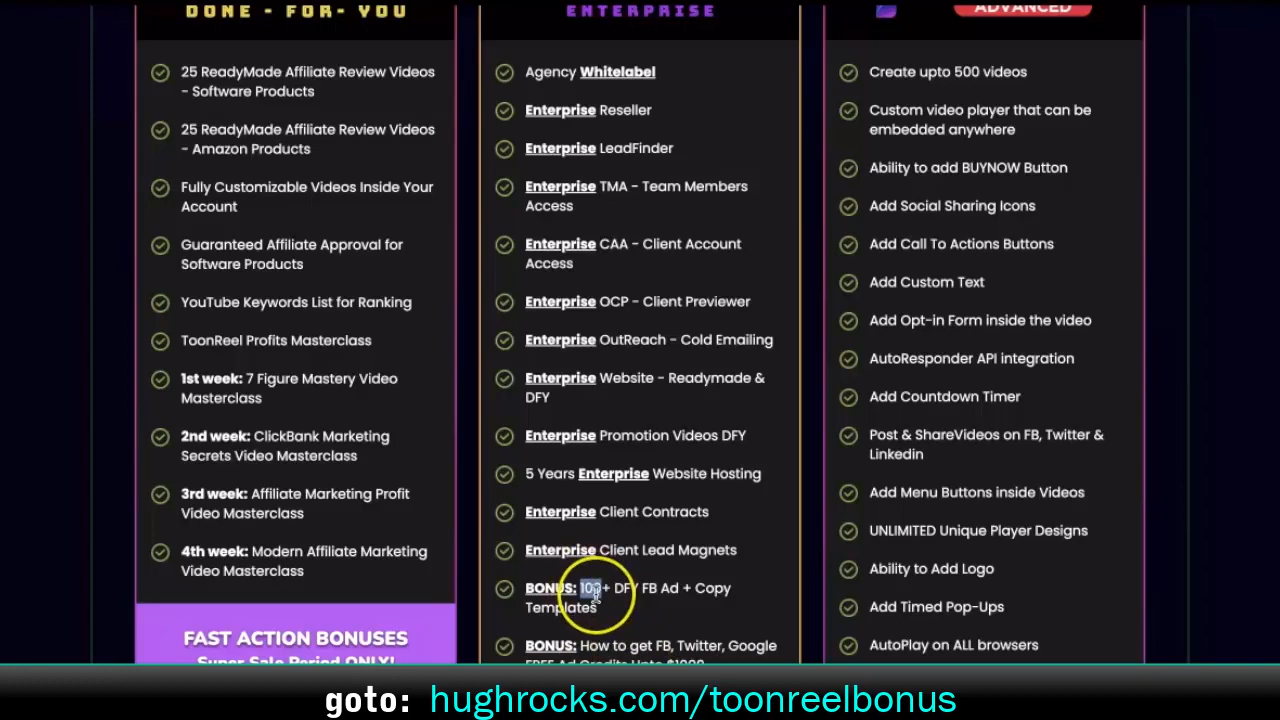 DONE - FOR- YOU
25 ReadyMade Affiliate Review Videos
- Software Products
25 ReadyMade Affiliate Review Videos
- Amazon Products
Fully Customizable Videos Inside Your
Account
Guaranteed Affiliate Approval for
Software Products
YouTube Keywords List for Ranking
ToonReel Profits Masterclass
1st week: 7 Figure Mastery Video
Masterclass
2nd week: ClickBank Marketing
Secrets Video Masterclass
3rd week: Affiliate Marketing Profit
Video Masterclass
4th week: Modern Affiliate Marketing
Video Masterclass
FAST ACTION BONUSES
Super Sale Period ONLY!
ENTERPRISE
Agency Whitelabel
Enterprise Reseller
Enterprise LeadFinder
Enterprise TMA - Team Members
Access
Enterprise CAA - Client Account
Access
Enterprise OCP - Client Previewer
Enterprise OutReach - Cold Emailing
Enterprise Website - Readymade &
DFY
Enterprise Promotion Videos DFY
5 Years Enterprise Website Hosting
Enterprise Client Contracts
Enterprise Client Lead Magnets
BONUS: 100+ DFY FB Ad + Copy
Templates
BONUS: How to get FB, Twitter, Google
FREE Ad Credits Upto $1000
ADVANCED
Create upto 500 videos
Custom video player that can be
embedded anywhere
Ability to add BUYNOW Button
Add Social Sharing Icons
Add Call To Actions Buttons
Add Custom Text
Add Opt-in Form inside the video
AutoResponder API integration
Add Countdown Timer
Post & ShareVideos on FB, Twitter &
Linkedin
Add Menu Buttons inside Videos
UNLIMITED Unique Player Designs
Ability to Add Logo
Add Timed Pop-Ups
AutoPlay on ALL browsers
goto: hughrocks.com/toonreelbonus